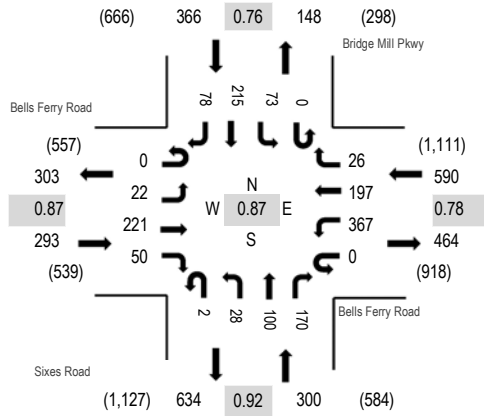 (666) 366 0.76 148 (298)
Bridge Mill Pkwy
78 215 73 0
Bells Ferry Road
(557) (1,111)
0 26
303 590
22 N 197
0.87 W 0.87 E 0.78
221 S 367
293 464
50 0
(539) (918)
2 28 100 170
Bells Ferry Road
Sixes Road
(1,127) 634 0.92 300 (584)